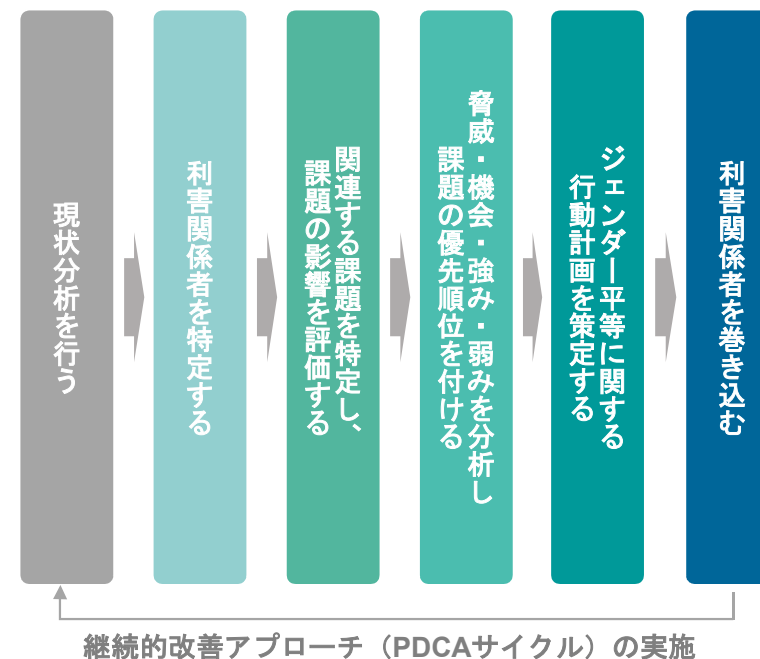 現状分析を行う
利害関係者を特定する
関連する課題を特定し、
課題の影響を評価する
脅威・機会・強み・弱みを分析し
課題の優先順位を付ける
ジェンダー平等に関する
行動計画を策定する
利害関係者を巻き込む
継続的改善アプローチ（PDCAサイクル）の実施